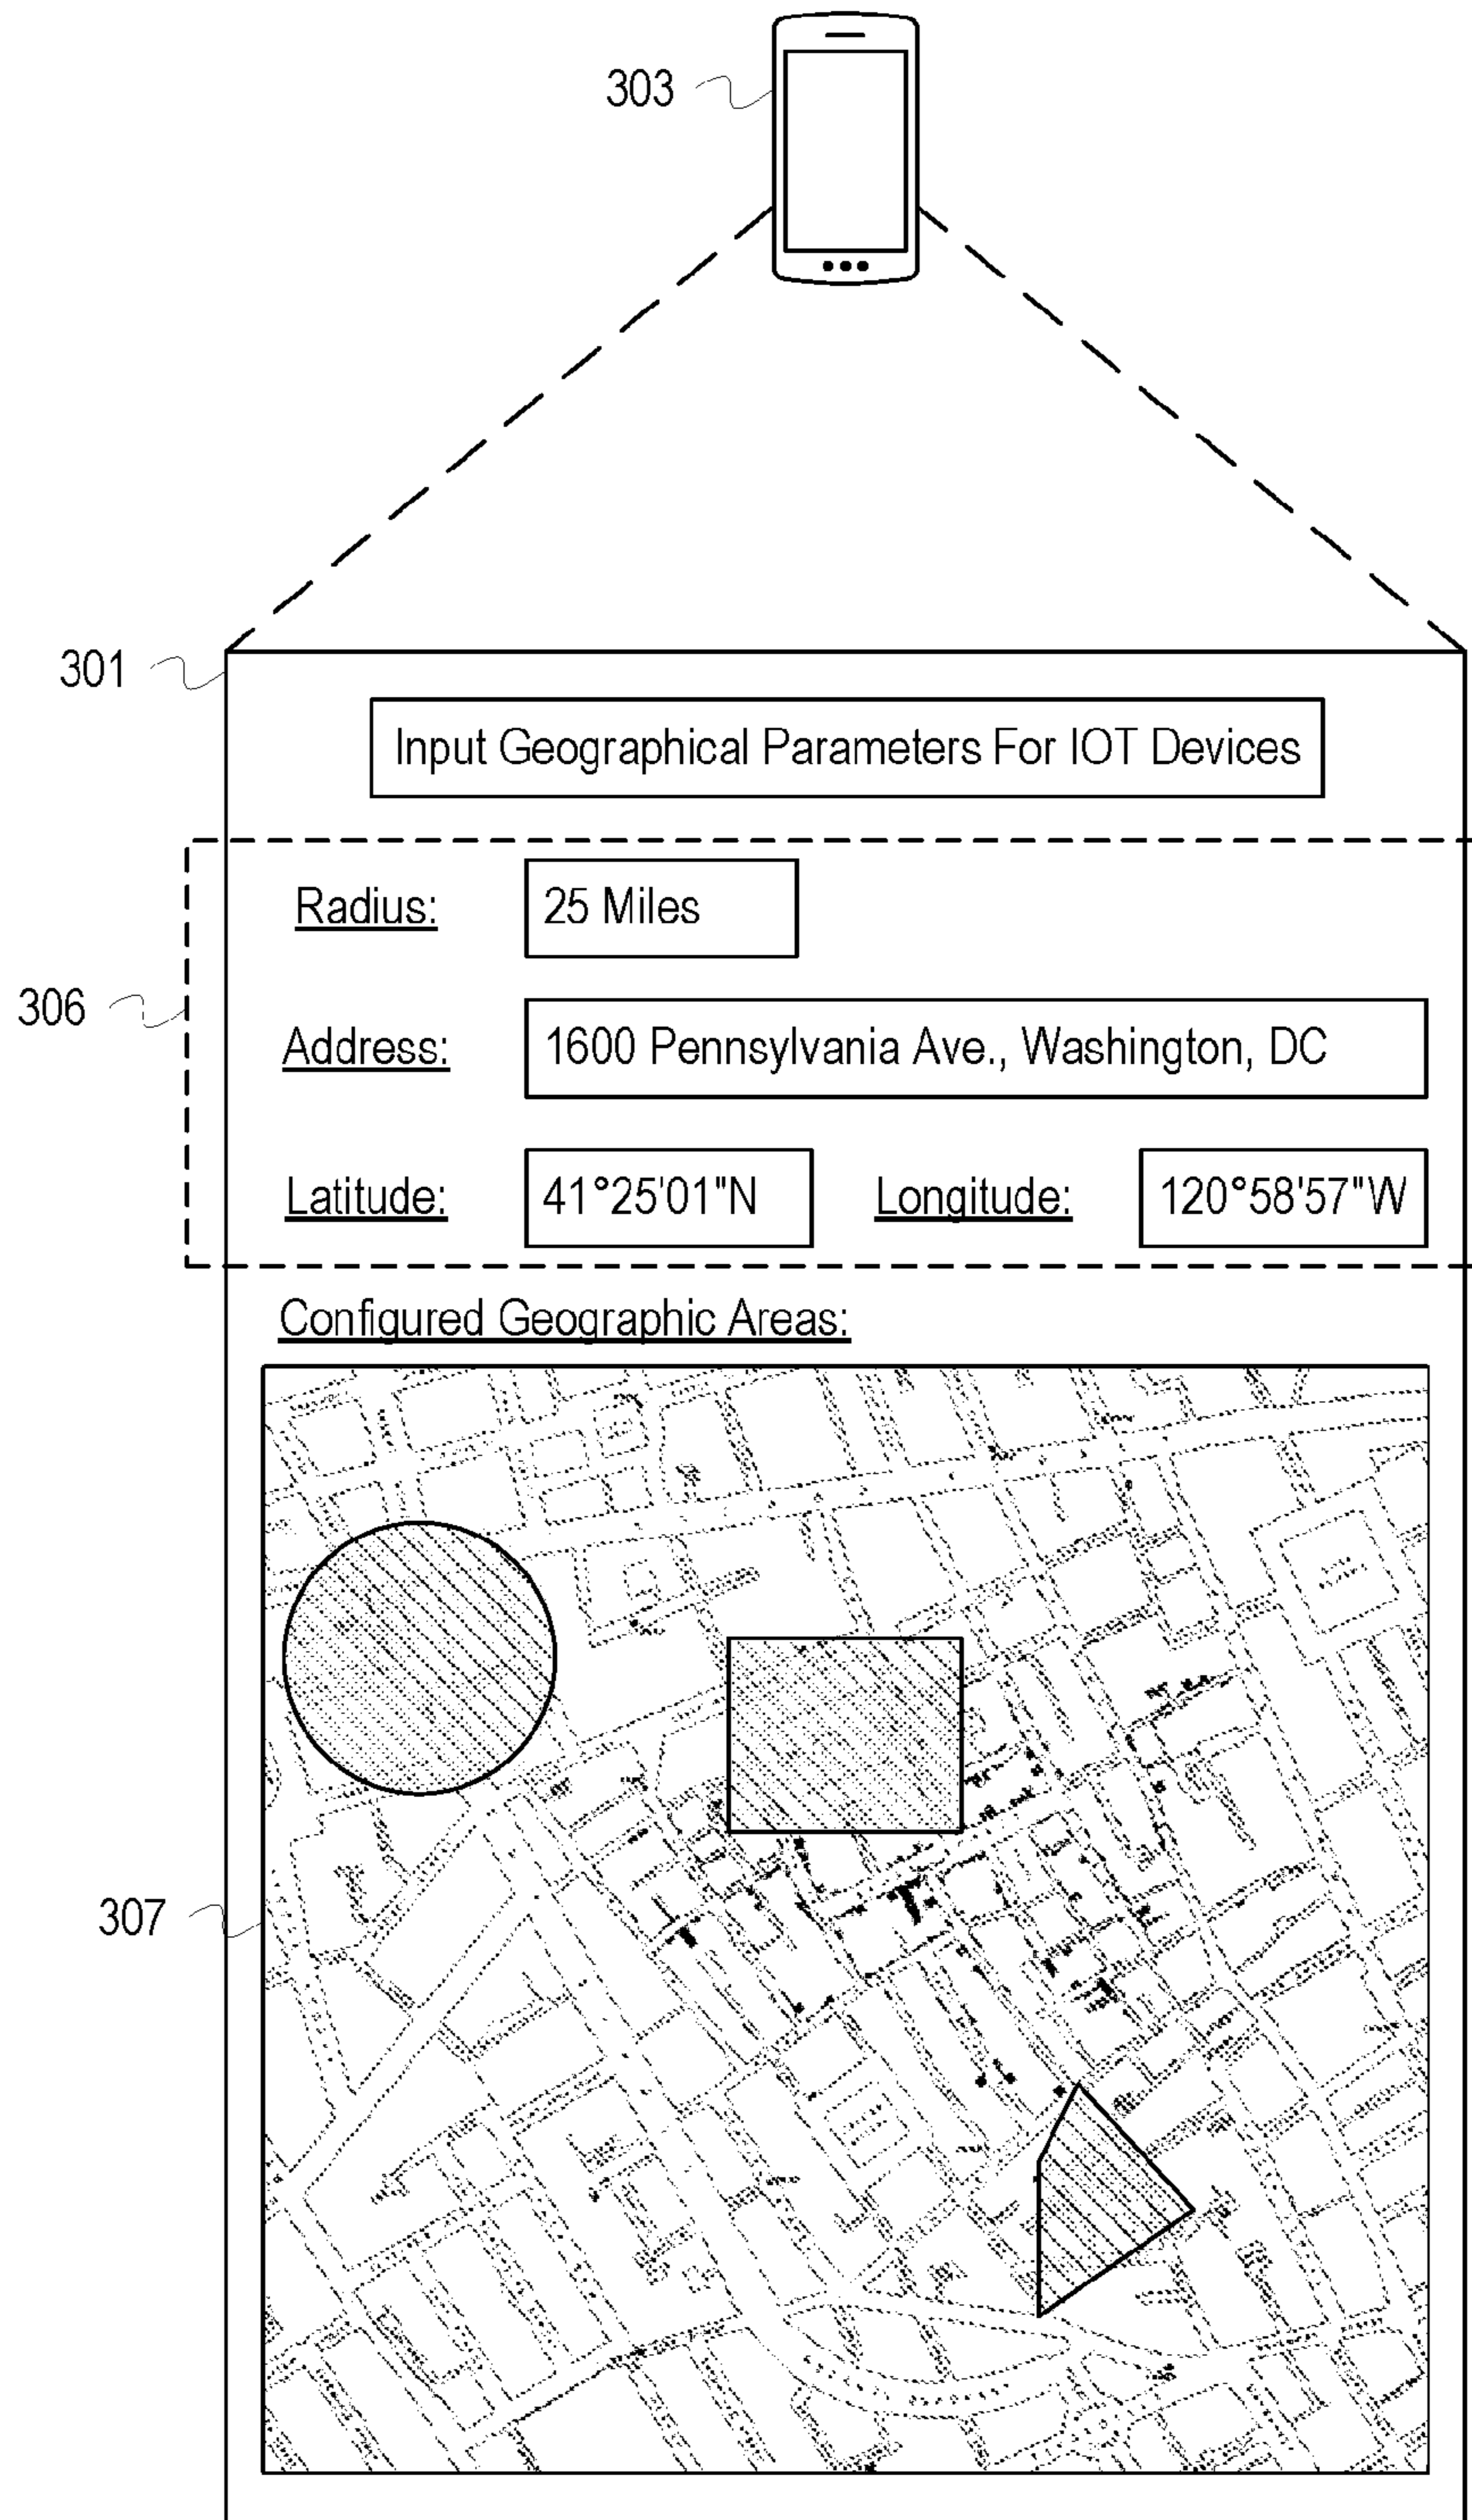 303
301
Input Geographical Parameters For IOT Devices
Radius: 25 Miles
306
Address: 1600 Pennsylvania Ave., Washington, DC
Latitude: 41°25'01"N Longitude: 120°58'57"W
Configured Geographic Areas:
307